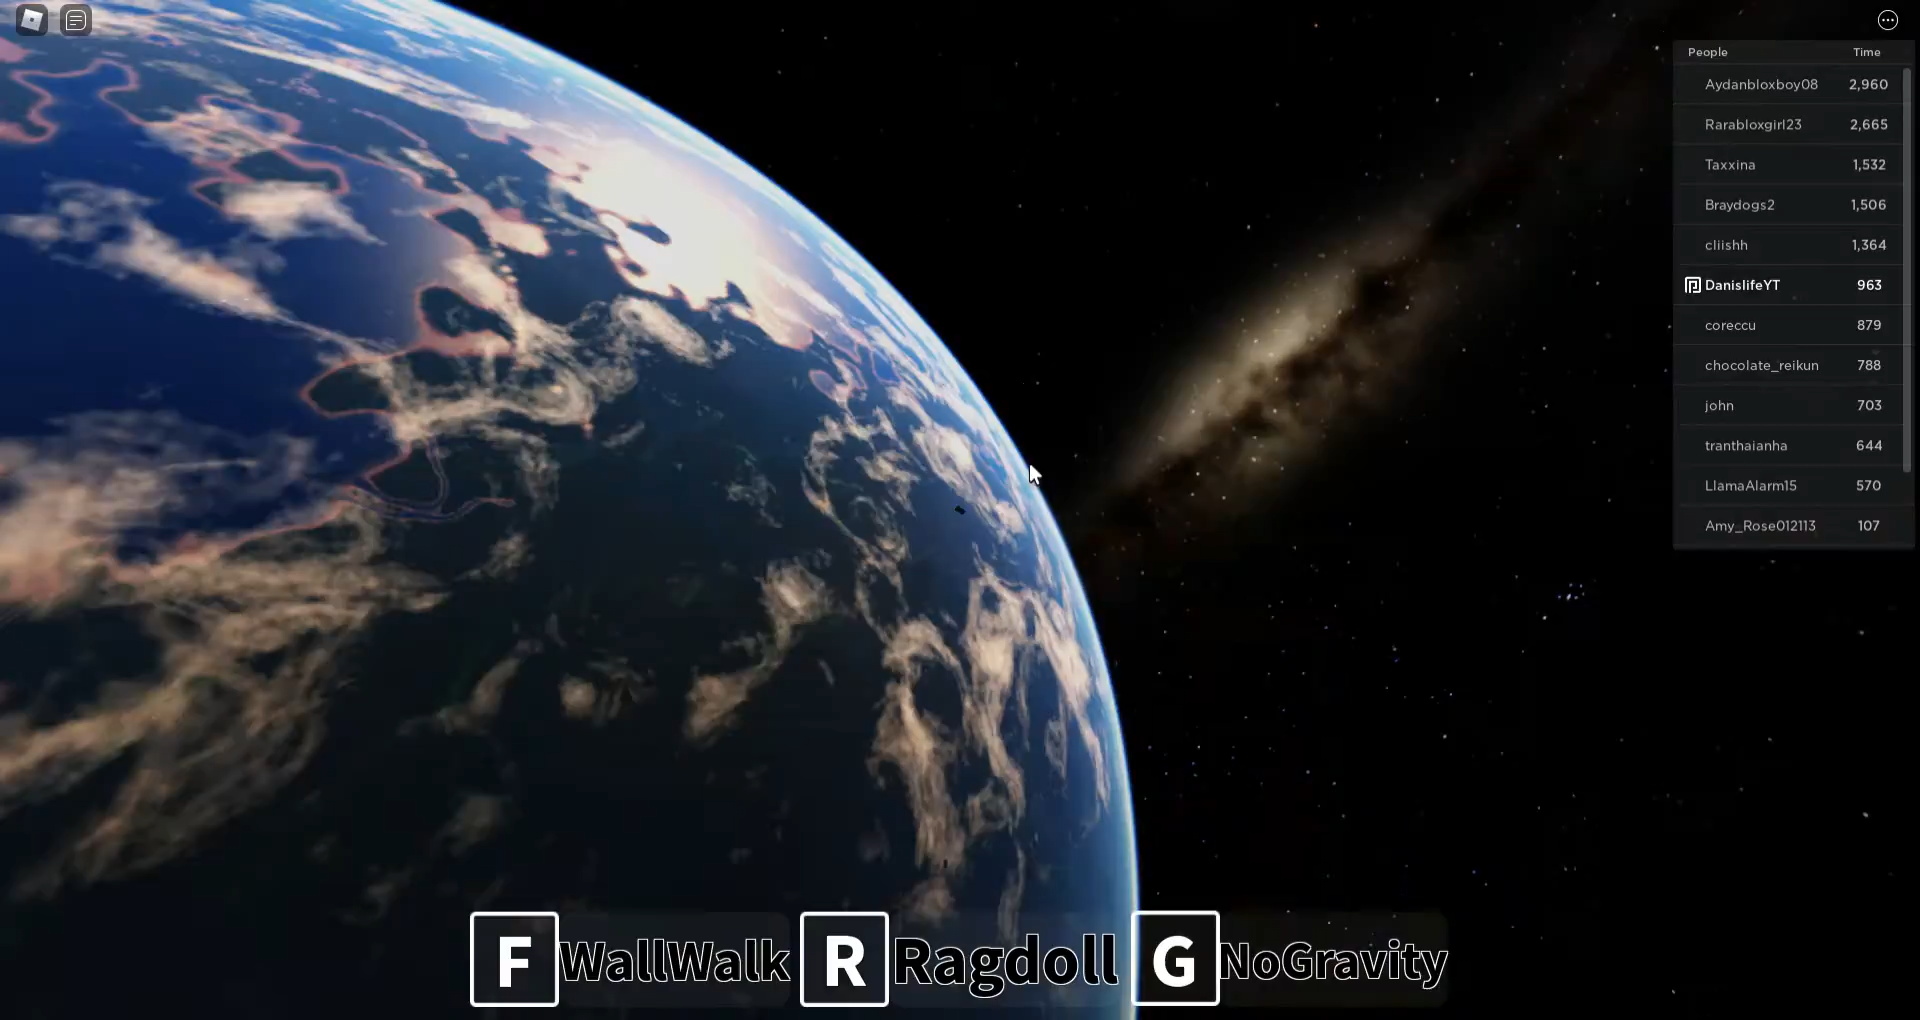 People Time
Aydanbloxboy08 2,960
Rarabloxgirl23 2,665
Taxxina 1,532
Braydogs2 1,506
cliishh 1,364
DanislifeYT 963
coreccu 879
chocolate_reikun 788
john 703
tranthaianha 644
LlamaAlarm15 570
Amy_Rose012113 107
F WallWalk R Ragdoll G NoGravity